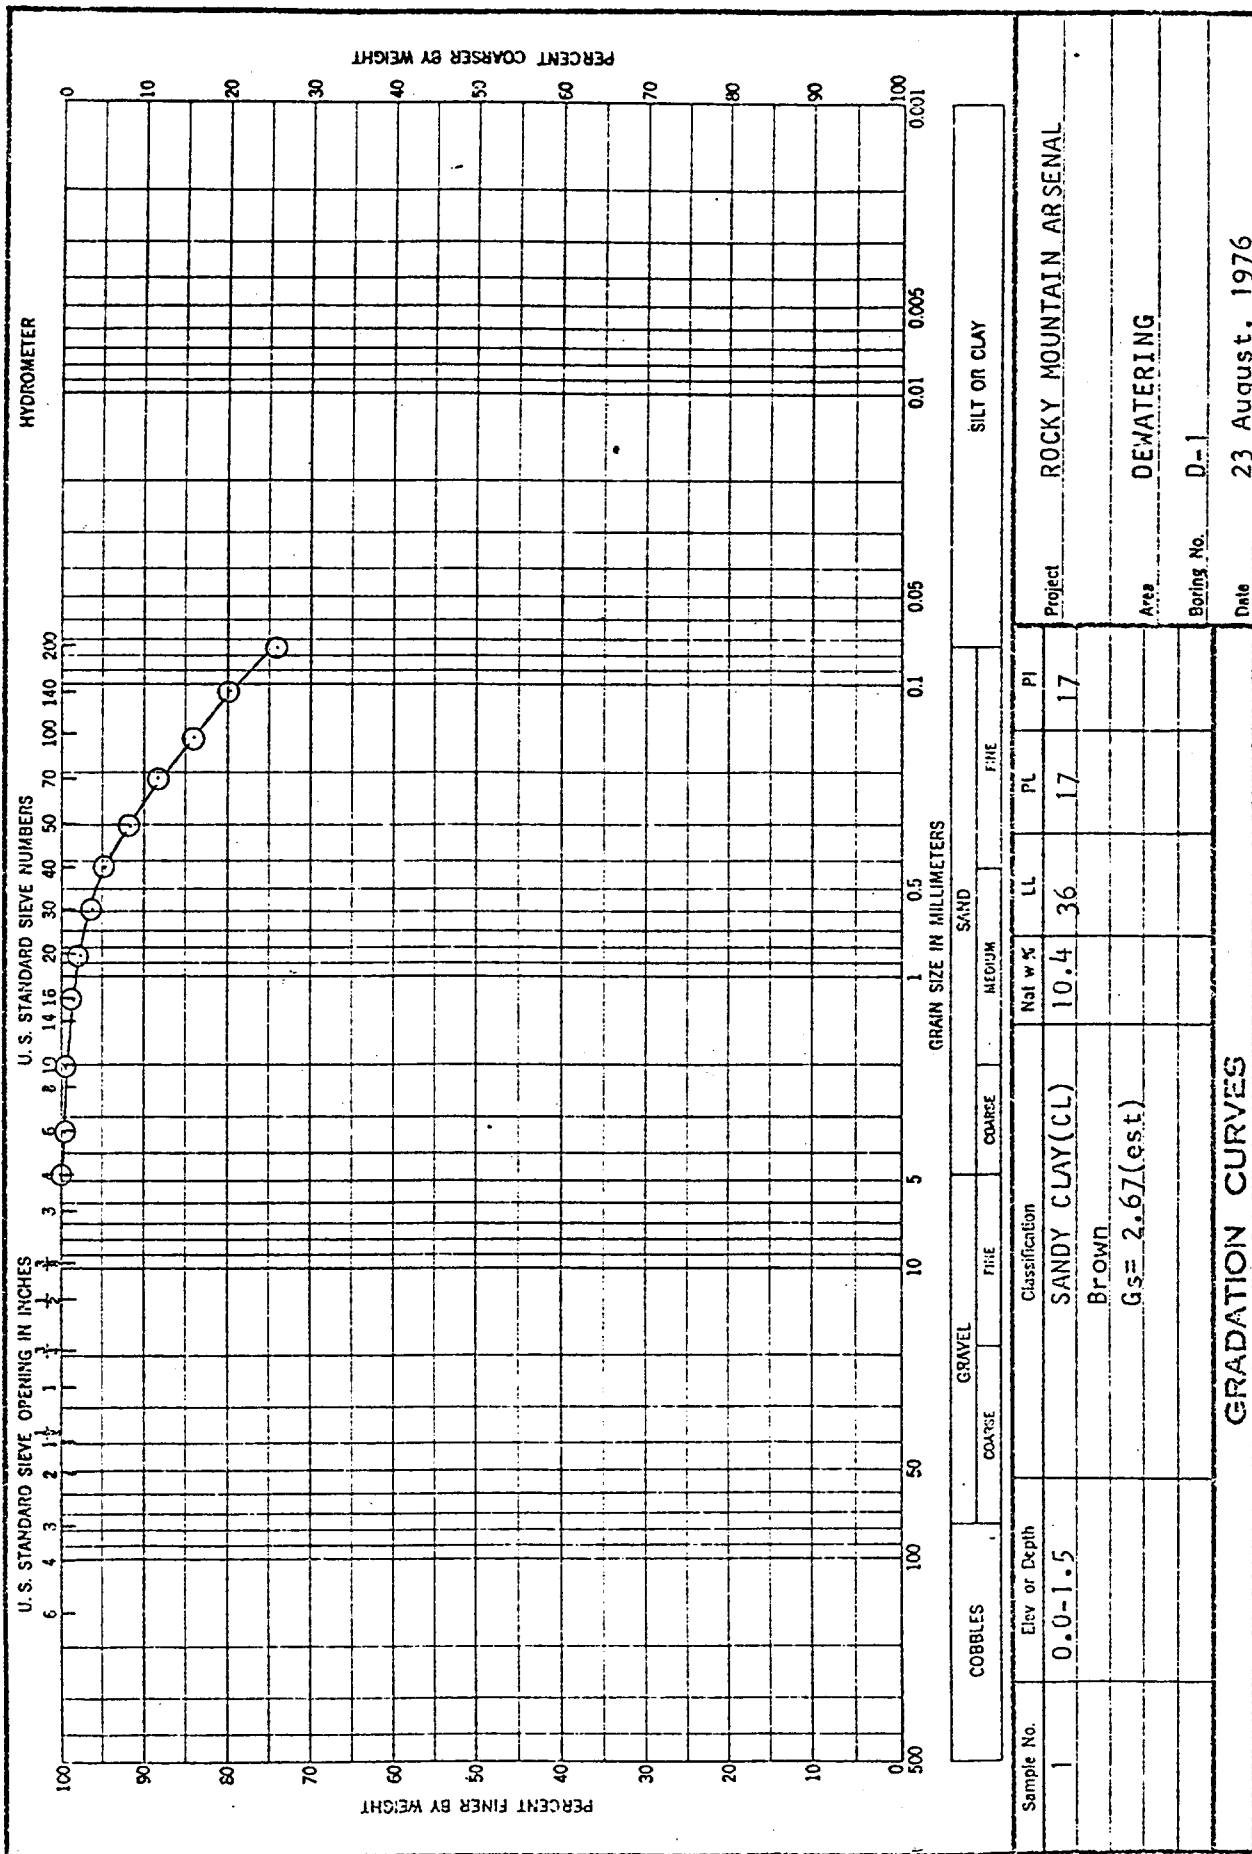 U.S. STANDARD SIEVE OPENING IN INCHES U.S. STANDARD SIEVE NUMBERS HYDROMETER
6 4 3 2 1½ 1 ¾ ½ ⅜ 3 4 6 8 10 14 16 20 30 40 50 70 100 140 200
PERCENT FINER BY WEIGHT
100
90
80
70
60
50
40
30
20
10
0
PERCENT COARSER BY WEIGHT
0
10
20
30
40
50
60
70
80
90
100
500 100 50 10 5 1 0.5 0.1 0.05 0.01 0.005 0.001
GRAIN SIZE IN MILLIMETERS
COBBLES GRAVEL SAND SILT OR CLAY
COARSE FINE COARSE MEDIUM FINE
Sample No. Elev or Depth Classification Nat w % LL PL PI
1 0.0-1.5 SANDY CLAY(CL) 10.4 36 17 17
Brown
Gs= 2.67(est)
Project ROCKY MOUNTAIN ARSENAL
Area DEWATERING
Boring No. D-1
Date 23 August, 1976
GRADATION CURVES